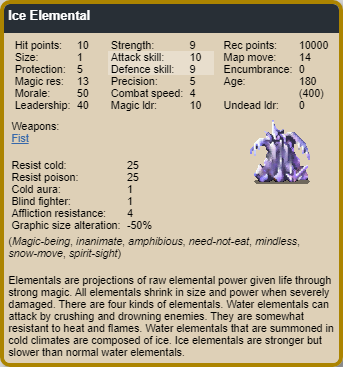 Ice Elemental
Hit points: 10 Strength: 9 Rec points: 10000
Size: 1 Attack skill: 10 Map move: 14
Protection: 5 Defence skill: 9 Encumbrance: 0
Magic res: 13 Precision: 5 Age: 180
Morale: 50 Combat speed: 4 (400)
Leadership: 40 Magic ldr: 10 Undead ldr: 0
Weapons:
Fist
Resist cold: 25
Resist poison: 25
Cold aura: 1
Blind fighter: 1
Affliction resistance: 4
Graphic size alteration: -50%
(Magic-being, inanimate, amphibious, need-not-eat, mindless,
snow-move, spirit-sight)
Elementals are projections of raw elemental power given life through
strong magic. All elementals shrink in size and power when severely
damaged. There are four kinds of elementals. Water elementals can
attack by crushing and drowning enemies. They are somewhat
resistant to heat and flames. Water elementals that are summoned in
cold climates are composed of ice. Ice elementals are stronger but
slower than normal water elementals.